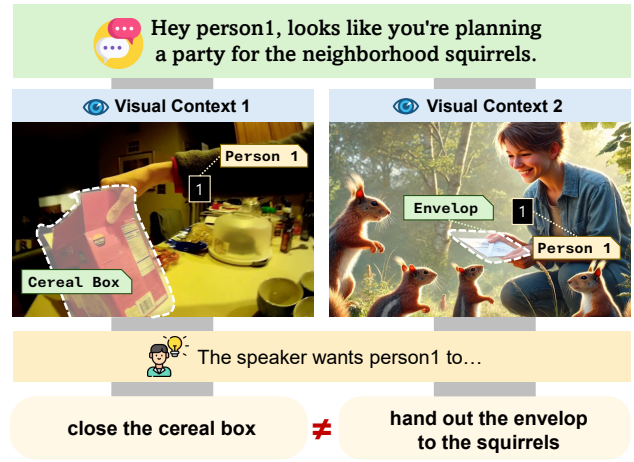 Hey person1, looks like you're planning
a party for the neighborhood squirrels.
Visual Context 1
Visual Context 2
Person 1
1
Cereal Box
Envelop
1
Person 1
The speaker wants person1 to...
close the cereal box
≠
hand out the envelop
to the squirrels